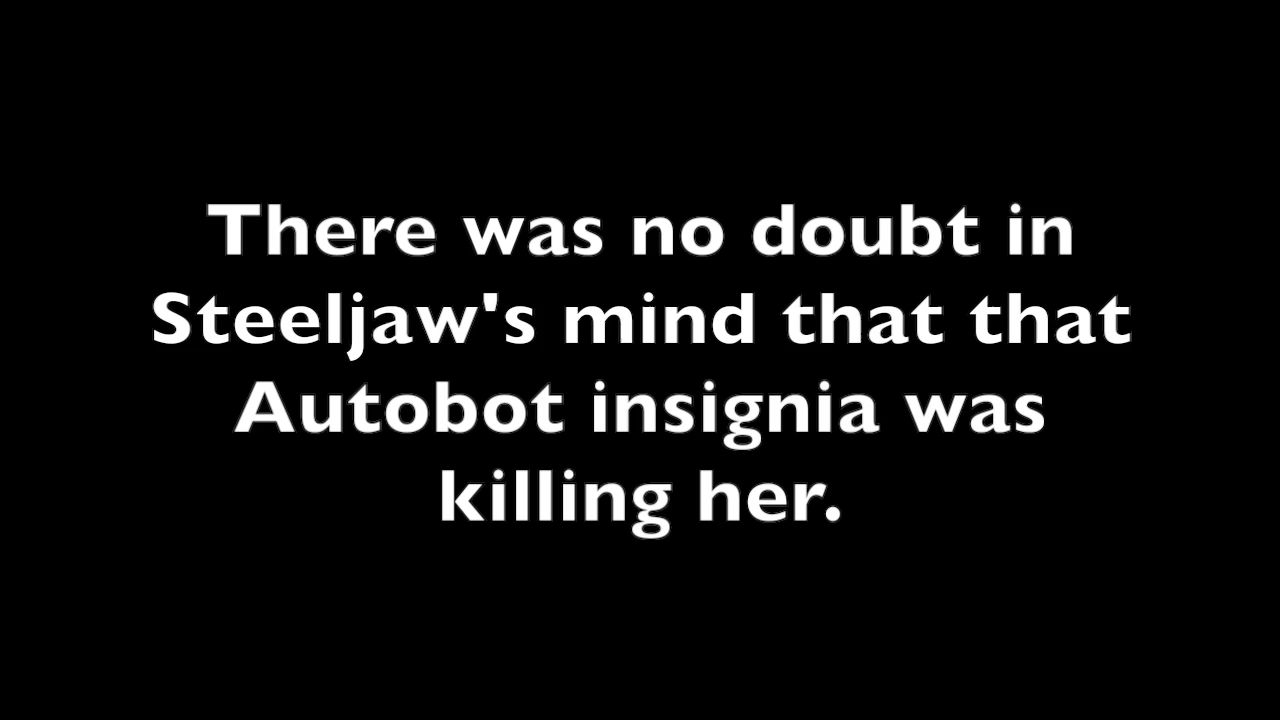 There was no doubt in
Steeljaw's mind that that
Autobot insignia was
killing her.